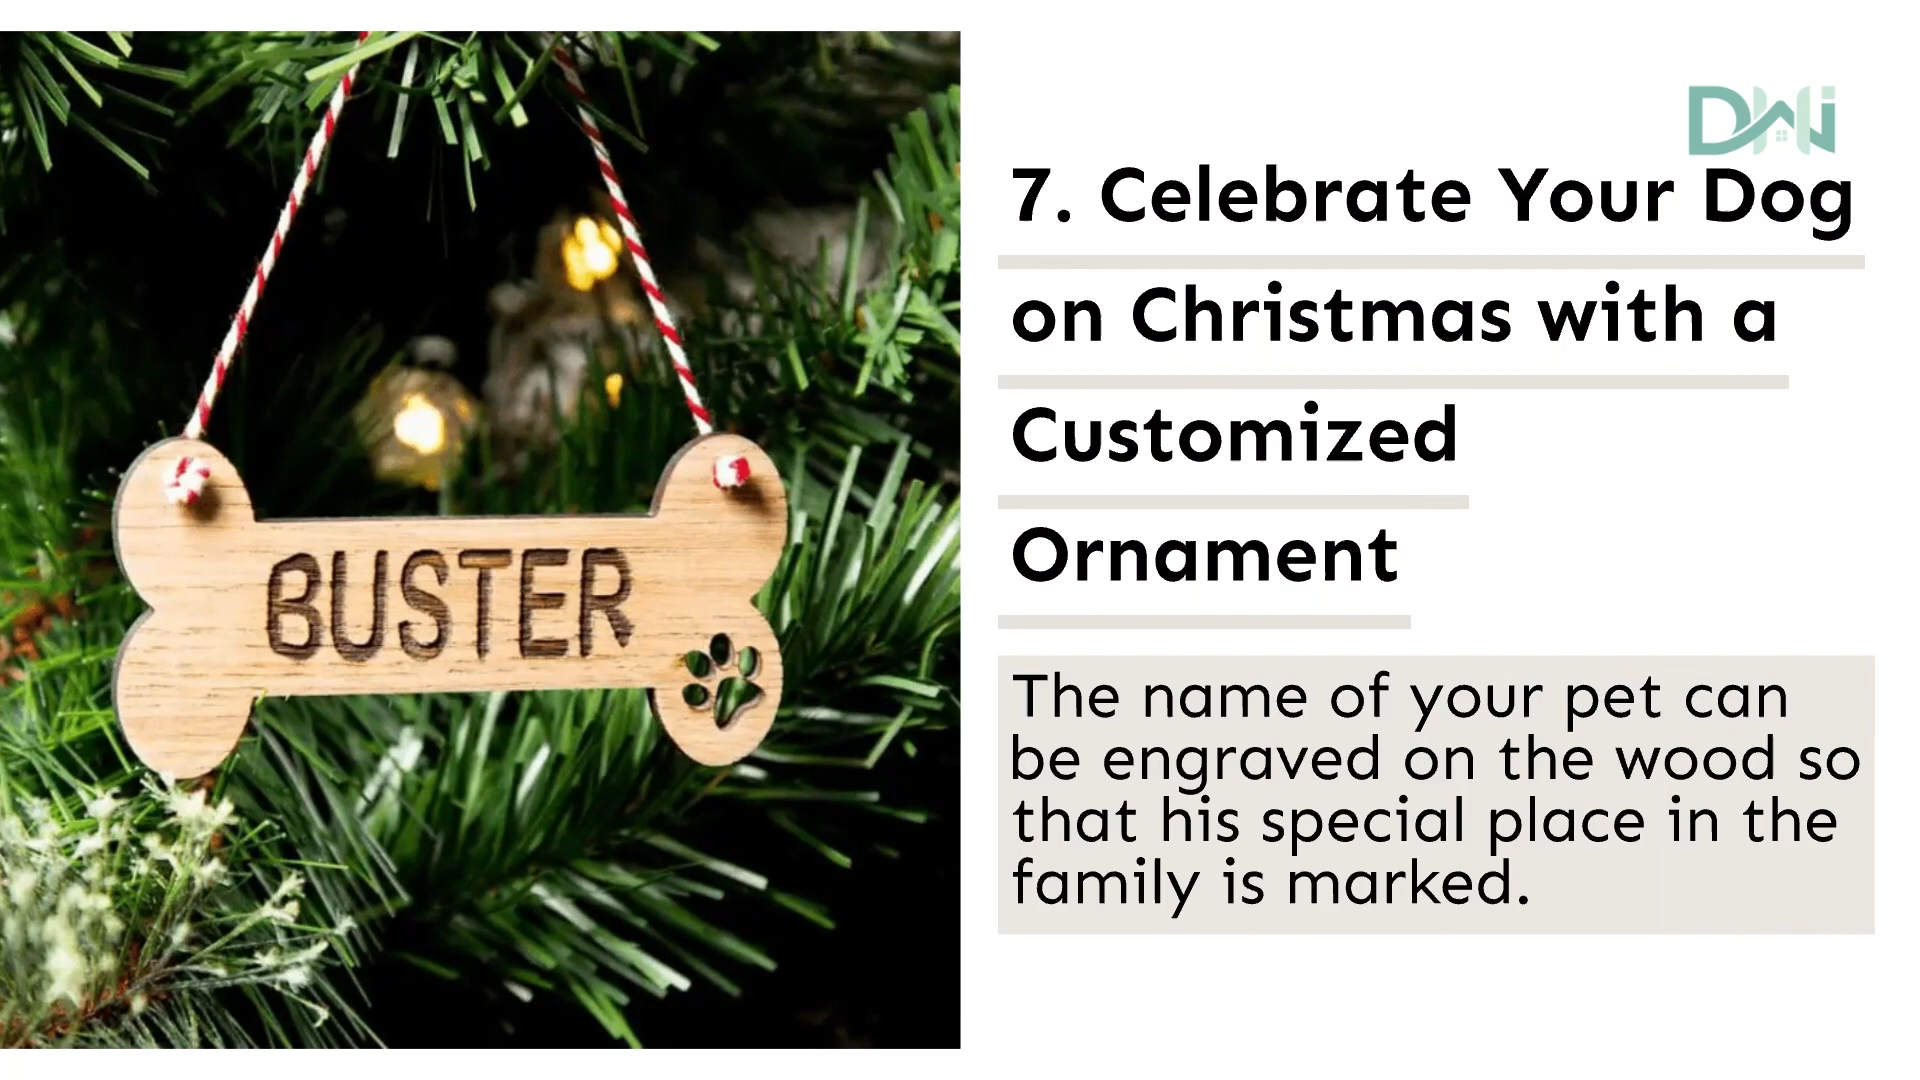 BUSTER
DWi
7. Celebrate Your Dog
on Christmas with a
Customized
Ornament
The name of your pet can
be engraved on the wood so
that his special place in the
family is marked.